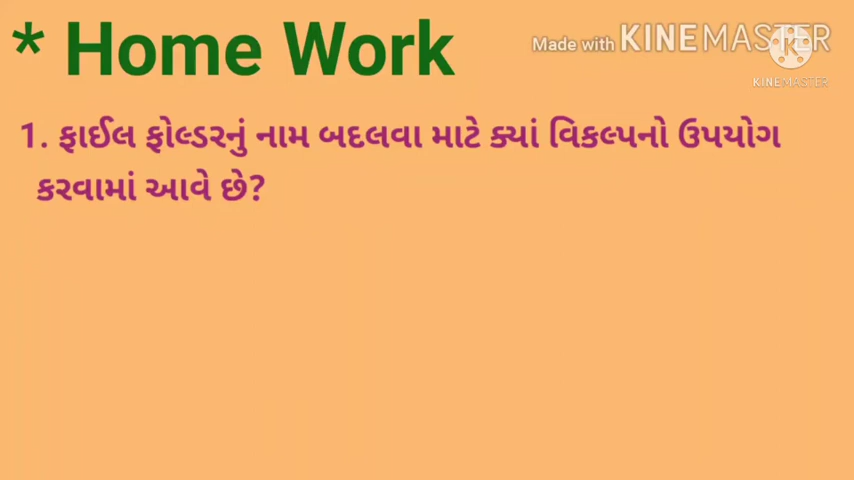 * Home Work
Made with KINEMASTER
KINEMASTER
1. ફાઈલ ફોલ્ડરનું નામ બદલવા માટે ક્યાં વિકલ્પનો ઉપયોગ
કરવામાં આવે છે?